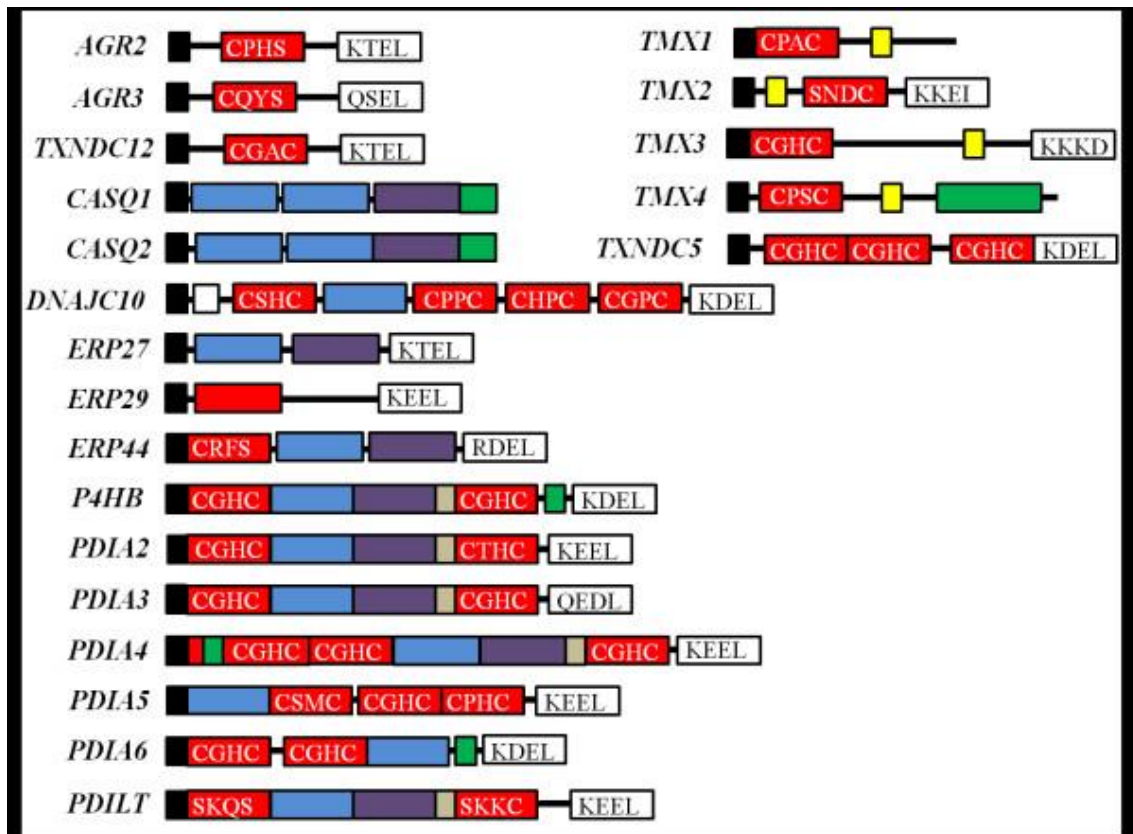 AGR2 CPHS KTEL
AGR3 CQYS QSEL
TXNDC12 CGAC KTEL
CASQ1
CASQ2
DNAJC10 CSHC CPPC CHPC CGPC KDEL
ERP27 KTEL
ERP29 KEEL
ERP44 CRFS RDEL
P4HB CGHC CGHC KDEL
PDIA2 CGHC CTHC KEEL
PDIA3 CGHC CGHC QEDL
PDIA4 CGHC CGHC CGHC KEEL
PDIA5 CSMC CGHC CPHC KEEL
PDIA6 CGHC CGHC KDEL
PDILT SKQS SKKC KEEL
TMX1 CPAC
TMX2 SNDC KKEI
TMX3 CGHC KKKD
TMX4 CPSC
TXNDC5 CGHC CGHC CGHC KDEL